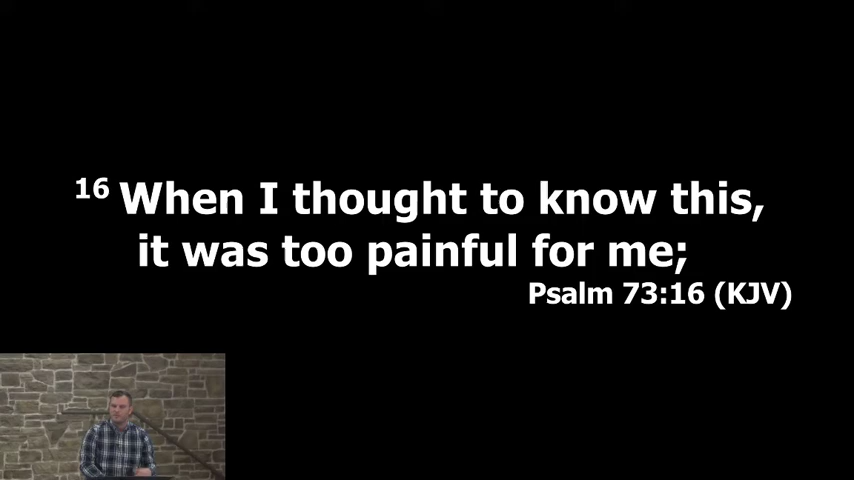 16 When I thought to know this,
it was too painful for me;
Psalm 73:16 (KJV)